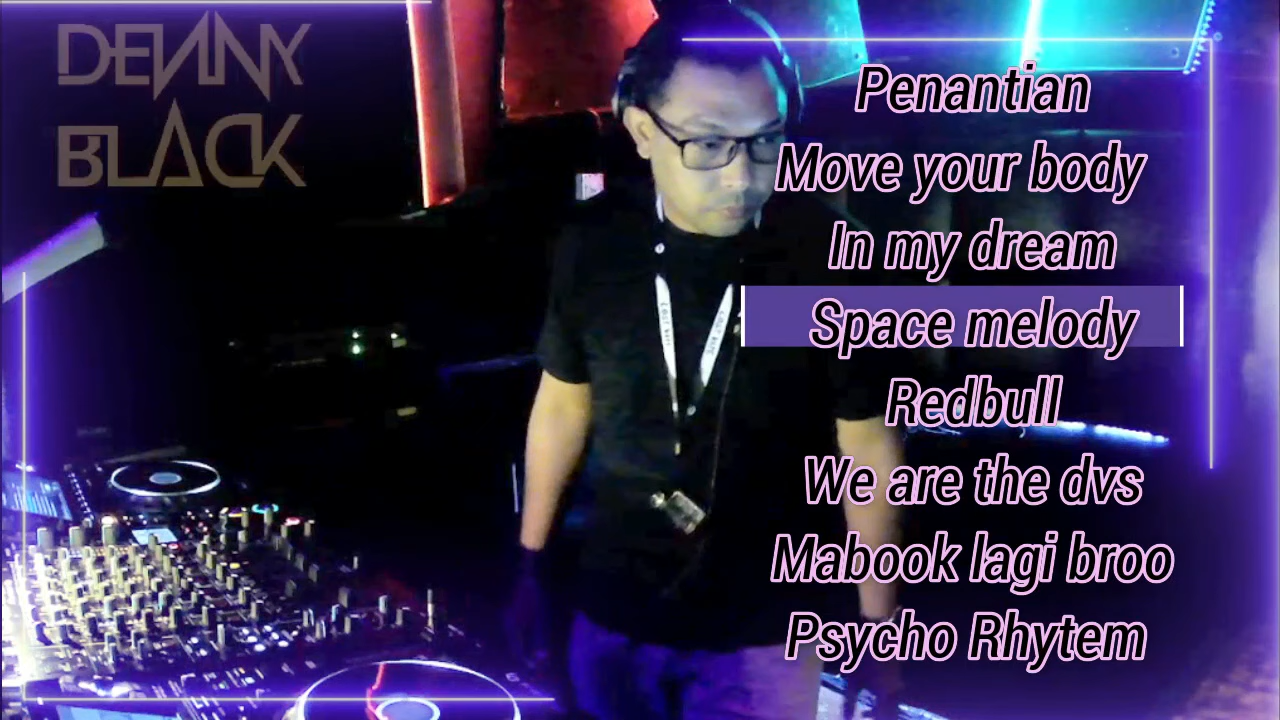 DENNY
BLACK
Penantian
Move your body
In my dream
Space melody
Redbull
We are the dvs
Mabook lagi broo
Psycho Rhytem